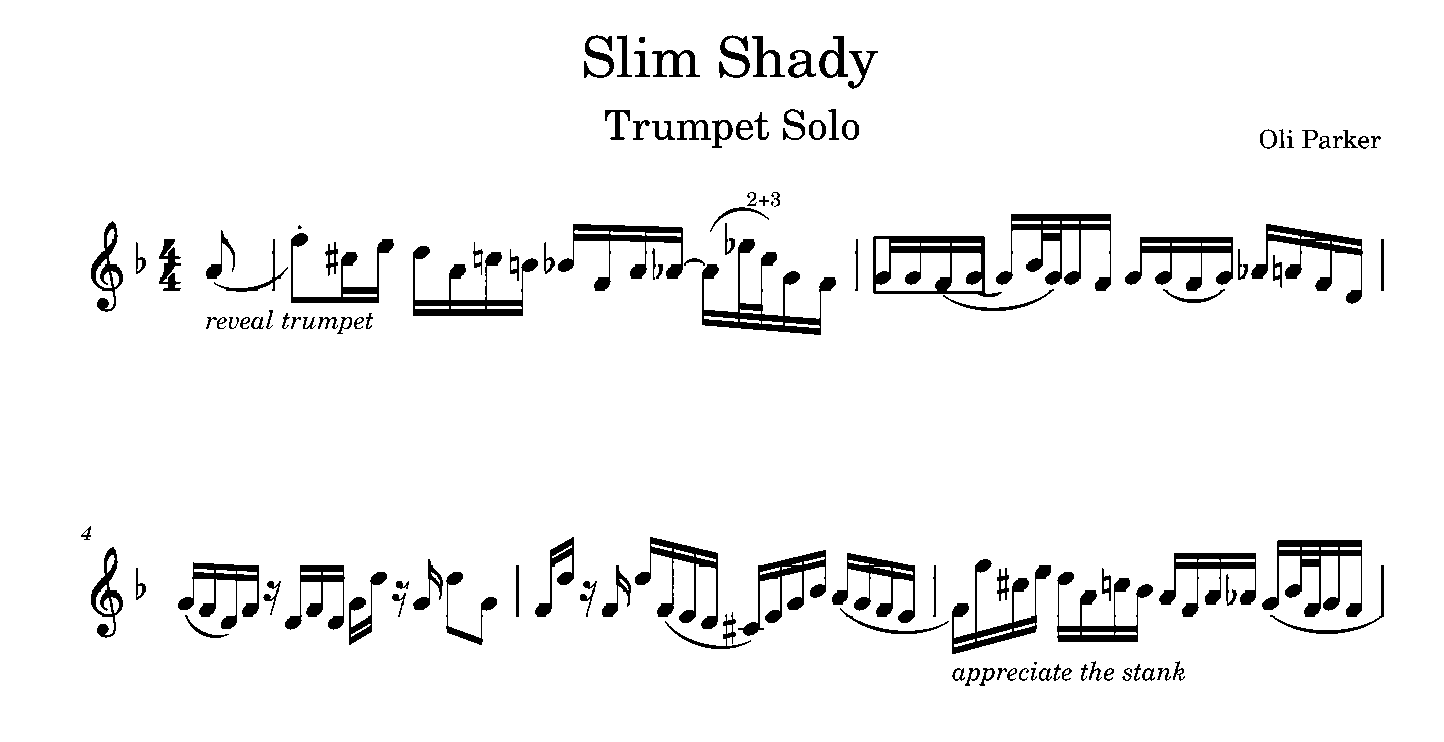 Slim Shady
Trumpet Solo
Oli Parker
2+3
reveal trumpet
4
appreciate the stank